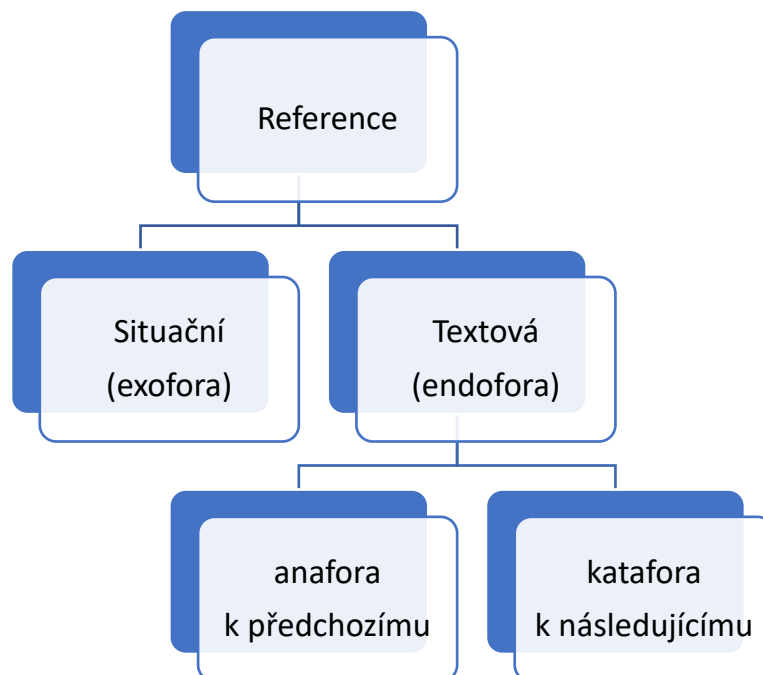 Reference
Situační
(exofora)
Textová
(endofora)
anafora
k předchozímu
katafora
k následujícímu